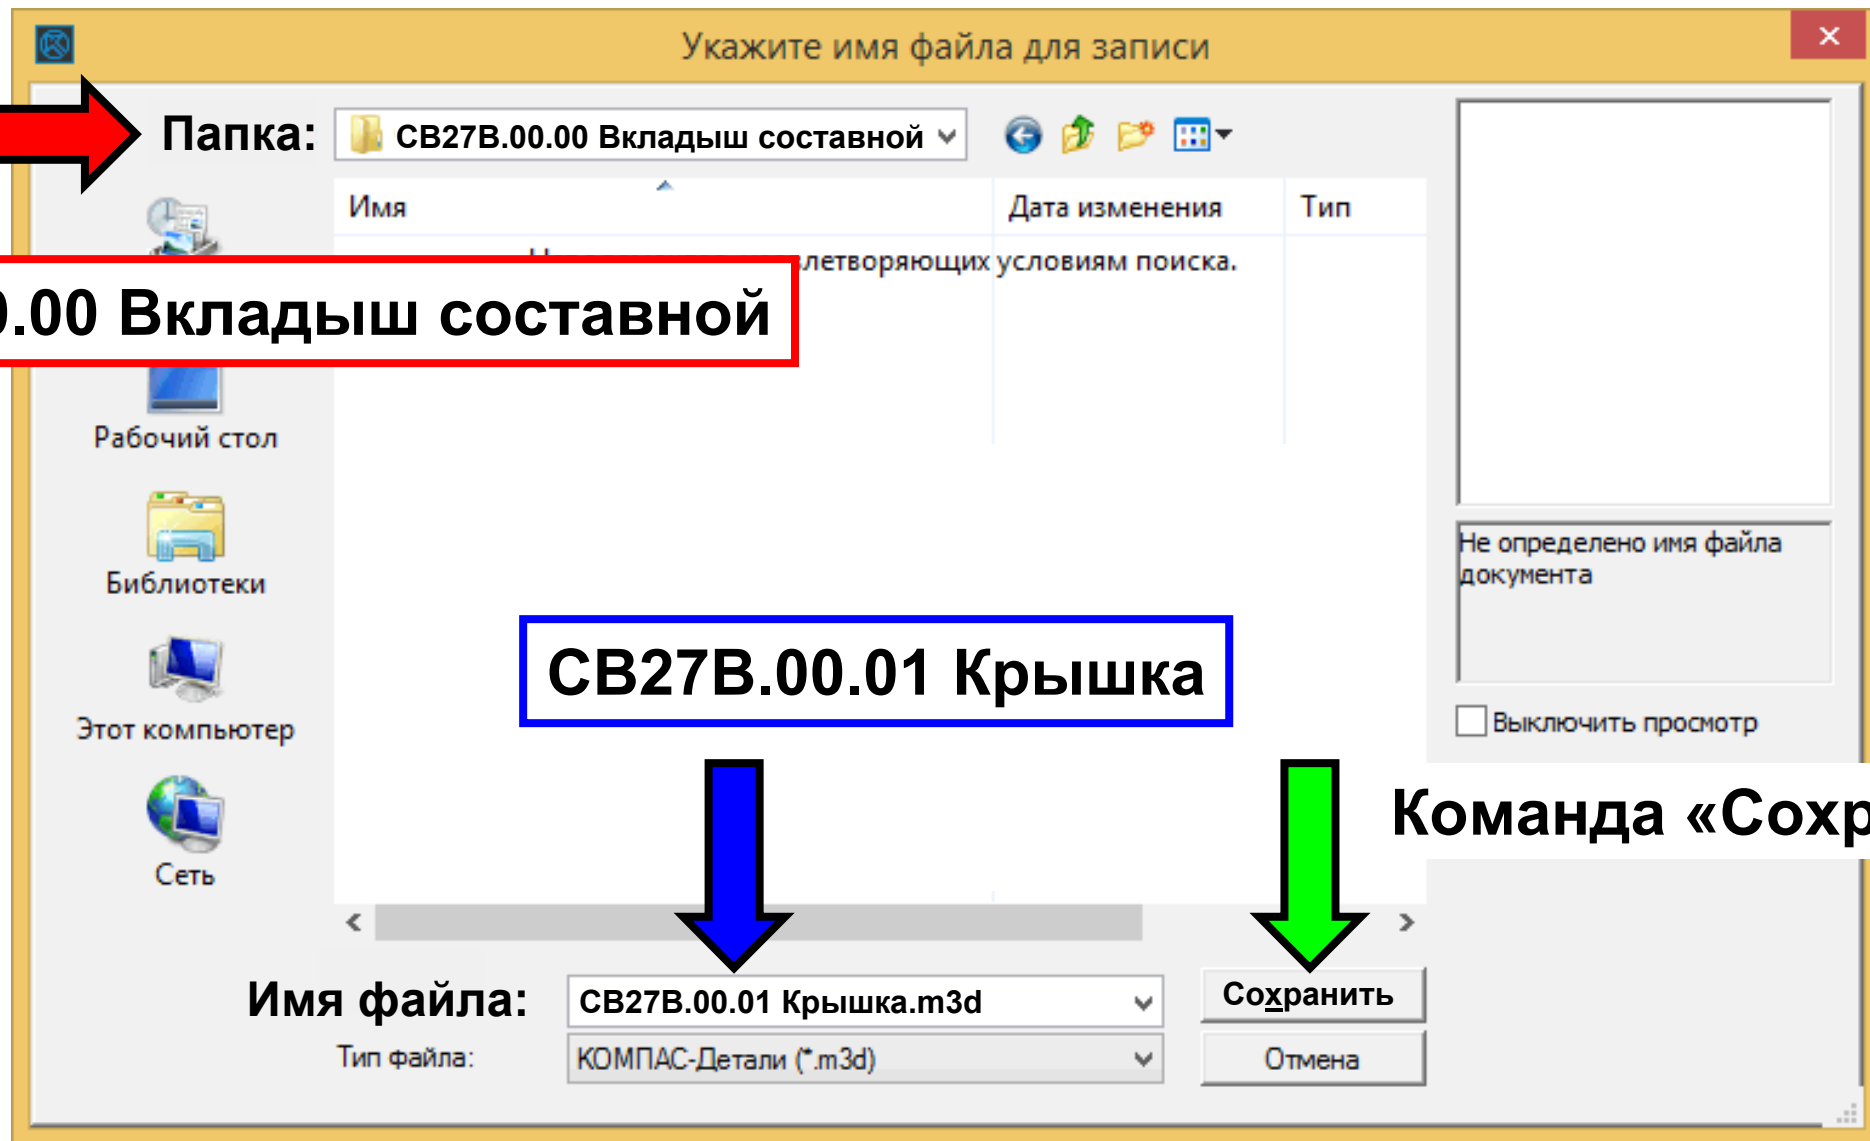 Укажите имя файла для записи
Папка: СВ27В.00.00 Вкладыш составной
Имя Дата изменения Тип
влетворяющих условиям поиска.
.00 Вкладыш составной
Рабочий стол
Библиотеки
Не определено имя файла
документа
СВ27В.00.01 Крышка
Этот компьютер
Выключить просмотр
Команда «Сохр
Сеть
Имя файла: СВ27В.00.01 Крышка.m3d Сохранить
Тип файла: КОМПАС-Детали (*.m3d) Отмена